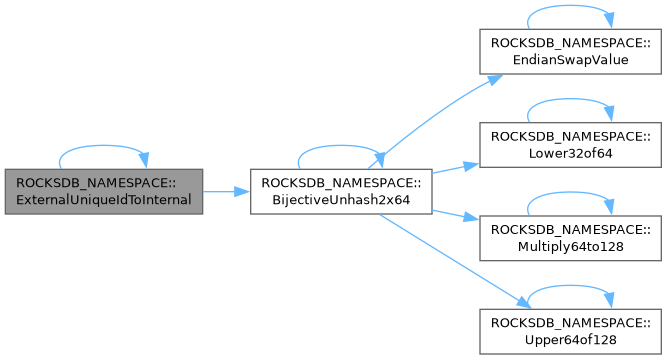 ROCKSDB_NAMESPACE::
ExternalUniqueIdToInternal
ROCKSDB_NAMESPACE::
BijectiveUnhash2x64
ROCKSDB_NAMESPACE::
EndianSwapValue
ROCKSDB_NAMESPACE::
Lower32of64
ROCKSDB_NAMESPACE::
Multiply64to128
ROCKSDB_NAMESPACE::
Upper64of128